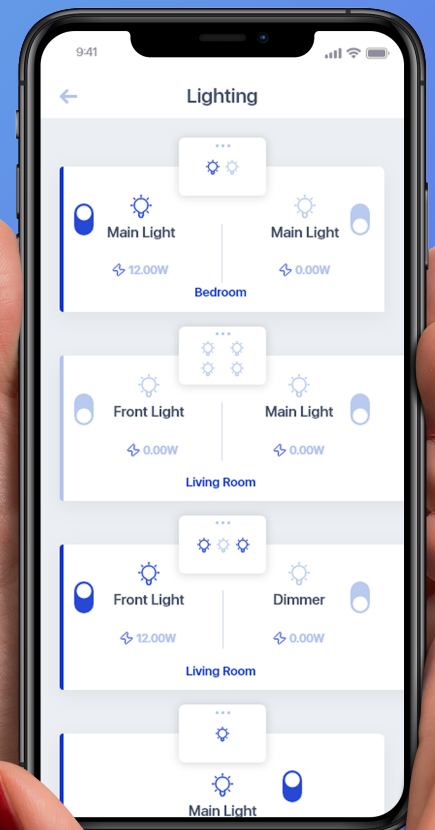 9:41
Lighting
Main Light Main Light
12.00W 0.00W
Bedroom
Front Light Main Light
0.00W 0.00W
Living Room
Front Light Dimmer
12.00W 0.00W
Living Room
Main Light